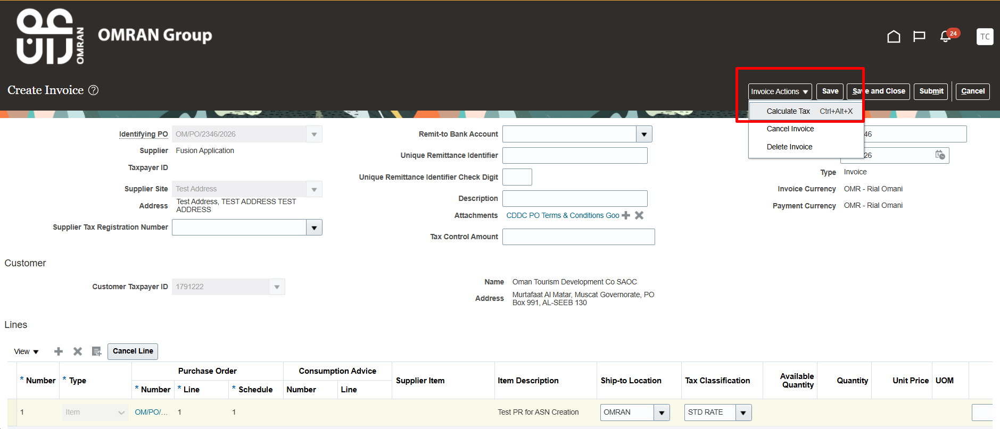 عمران
OMRAN
OMRAN Group
24
TC
Create Invoice ?
Invoice Actions
Save
Save and Close
Submit
Cancel
Calculate Tax Ctrl+Alt+X
Cancel Invoice
Delete Invoice
Identifying PO OM/PO/2346/2026
Supplier Fusion Application
Taxpayer ID
Supplier Site Test Address
Address Test Address, TEST ADDRESS TEST
ADDRESS
Supplier Tax Registration Number
Remit-to Bank Account
Unique Remittance Identifier
Unique Remittance Identifier Check Digit
Description
Attachments CDDC PO Terms & Conditions Goo
Tax Control Amount
46
26
Type Invoice
Invoice Currency OMR - Rial Omani
Payment Currency OMR - Rial Omani
Customer
Customer Taxpayer ID 1791222
Name Oman Tourism Development Co SAOC
Address Murtafaat Al Matar, Muscat Governorate, PO
Box 991, AL-SEEB 130
Lines
View
Cancel Line
* Number
* Type
Purchase Order
* Number * Line * Schedule
Consumption Advice
Number Line
Supplier Item
Item Description
Ship-to Location
Tax Classification
Available
Quantity
Quantity
Unit Price
UOM
1 Item OM/PO/... 1 1 Test PR for ASN Creation OMRAN STD RATE